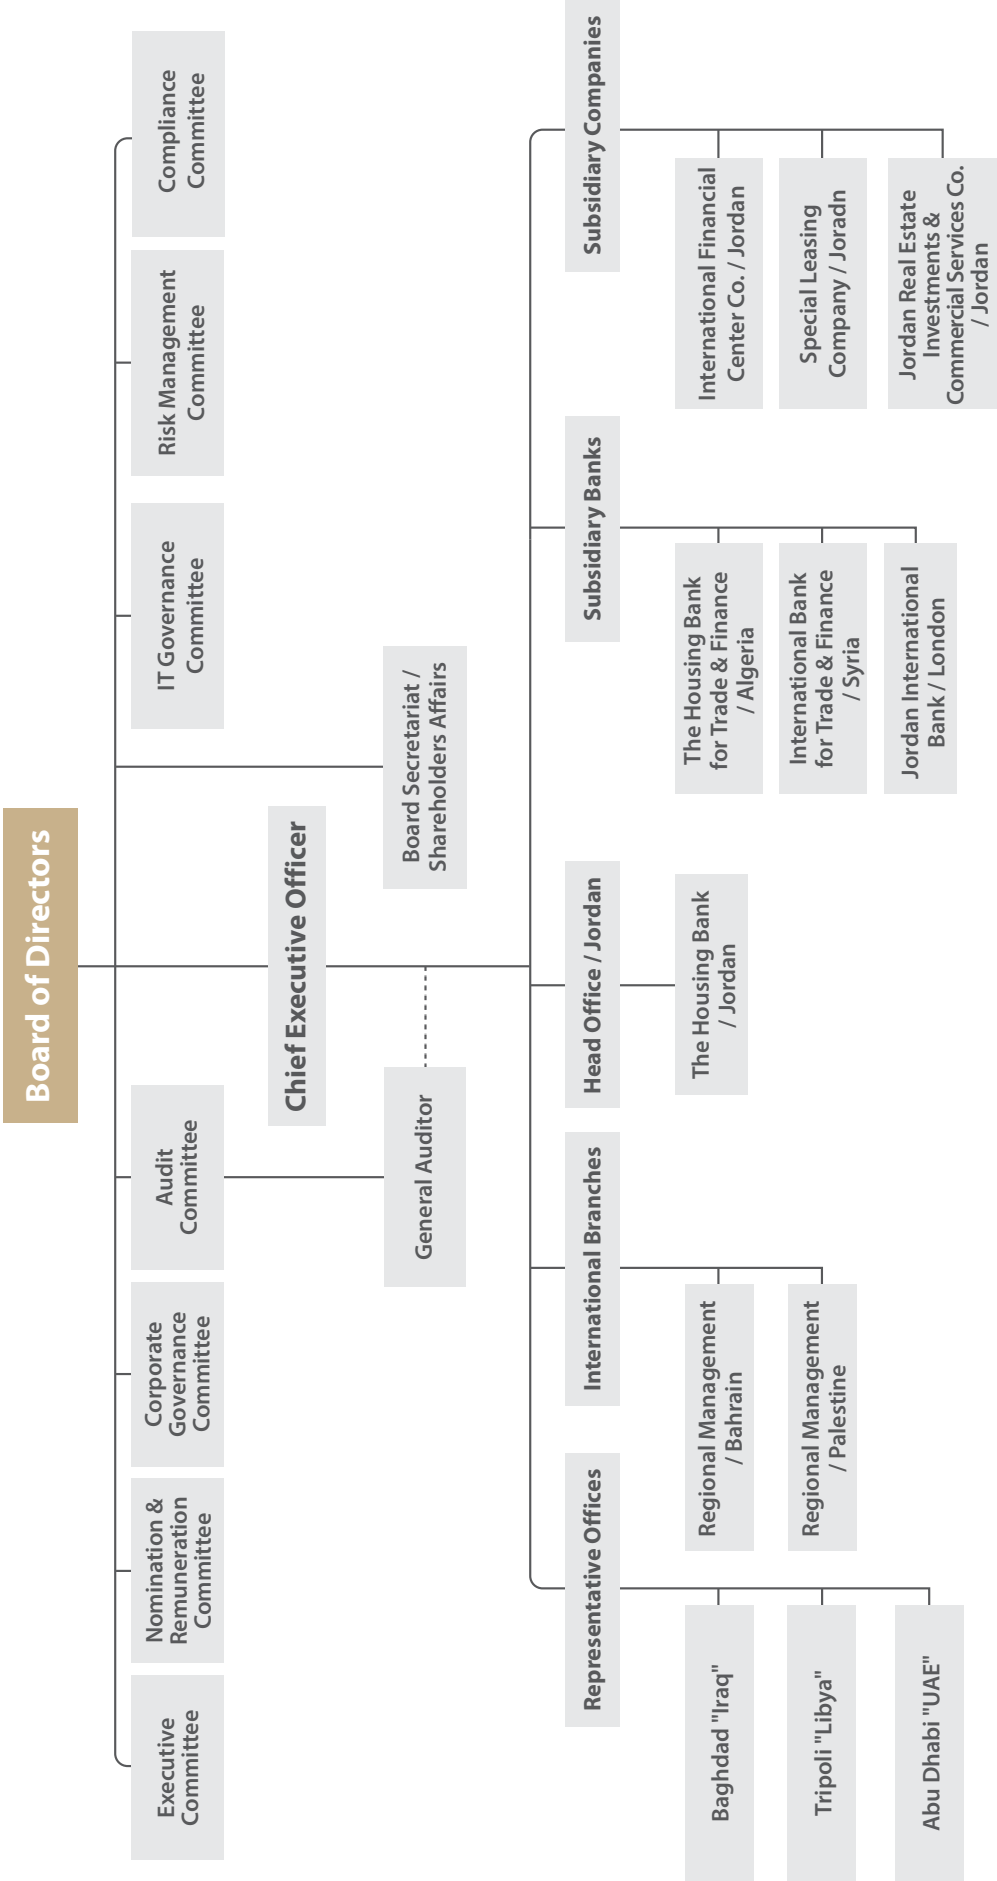 Board of Directors
Executive
Committee
Nomination &
Remuneration
Committee
Corporate
Governance
Committee
Audit
Committee
IT Governance
Committee
Risk Management
Committee
Compliance
Committee
Chief Executive Officer
General Auditor
Board Secretariat /
Shareholders Affairs
Representative Offices
International Branches
Head Office / Jordan
Subsidiary Banks
Subsidiary Companies
Baghdad "Iraq"
Tripoli "Libya"
Abu Dhabi "UAE"
Regional Management
/ Bahrain
Regional Management
/ Palestine
The Housing Bank
/ Jordan
The Housing Bank
for Trade & Finance
/ Algeria
International Bank
for Trade & Finance
/ Syria
Jordan International
Bank / London
International Financial
Center Co. / Jordan
Special Leasing
Company / Joradn
Jordan Real Estate
Investments &
Commercial Services Co.
/ Jordan